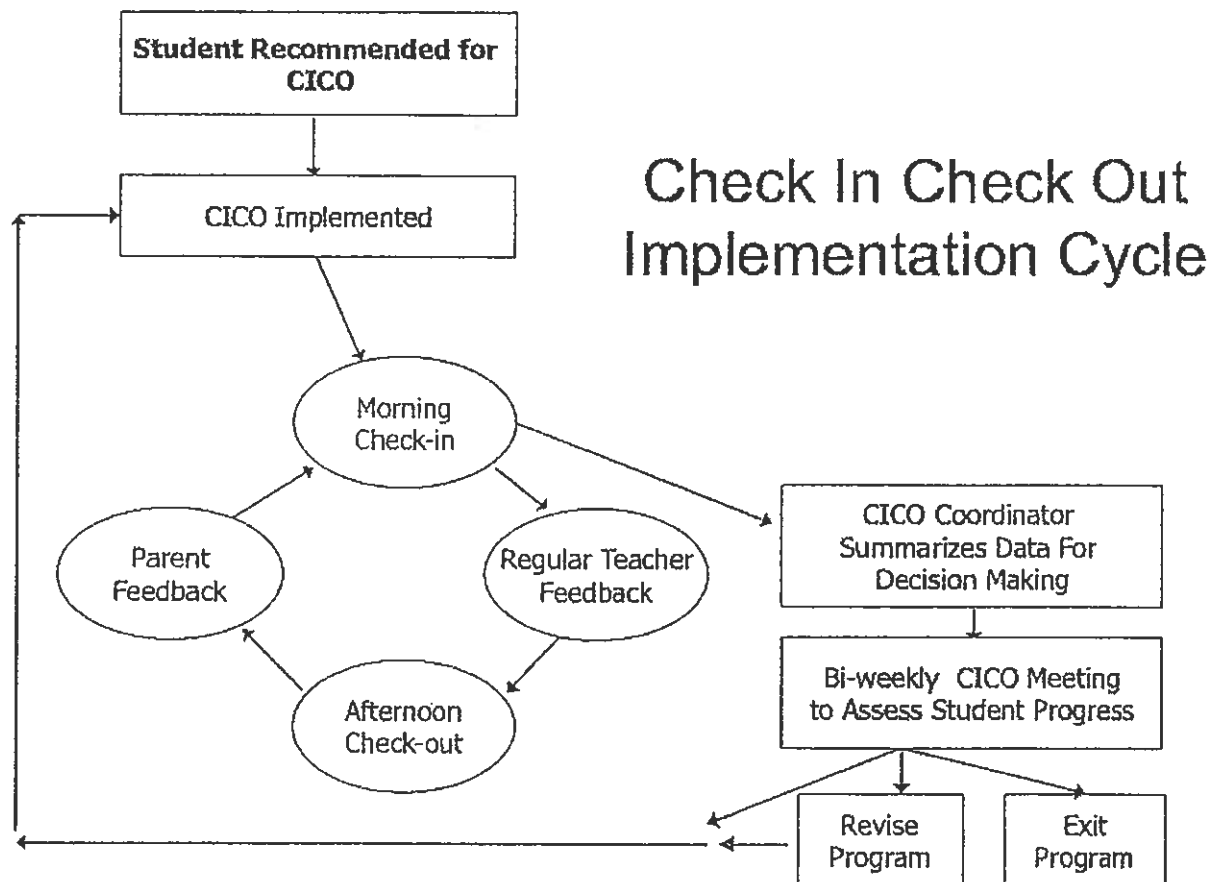 Student Recommended for
CICO
Check In Check Out
Implementation Cycle
CICO Implemented
Morning
Check-in
Parent
Feedback
Regular Teacher
Feedback
Afternoon
Check-out
CICO Coordinator
Summarizes Data For
Decision Making
Bi-weekly CICO Meeting
to Assess Student Progress
Revise
Program
Exit
Program